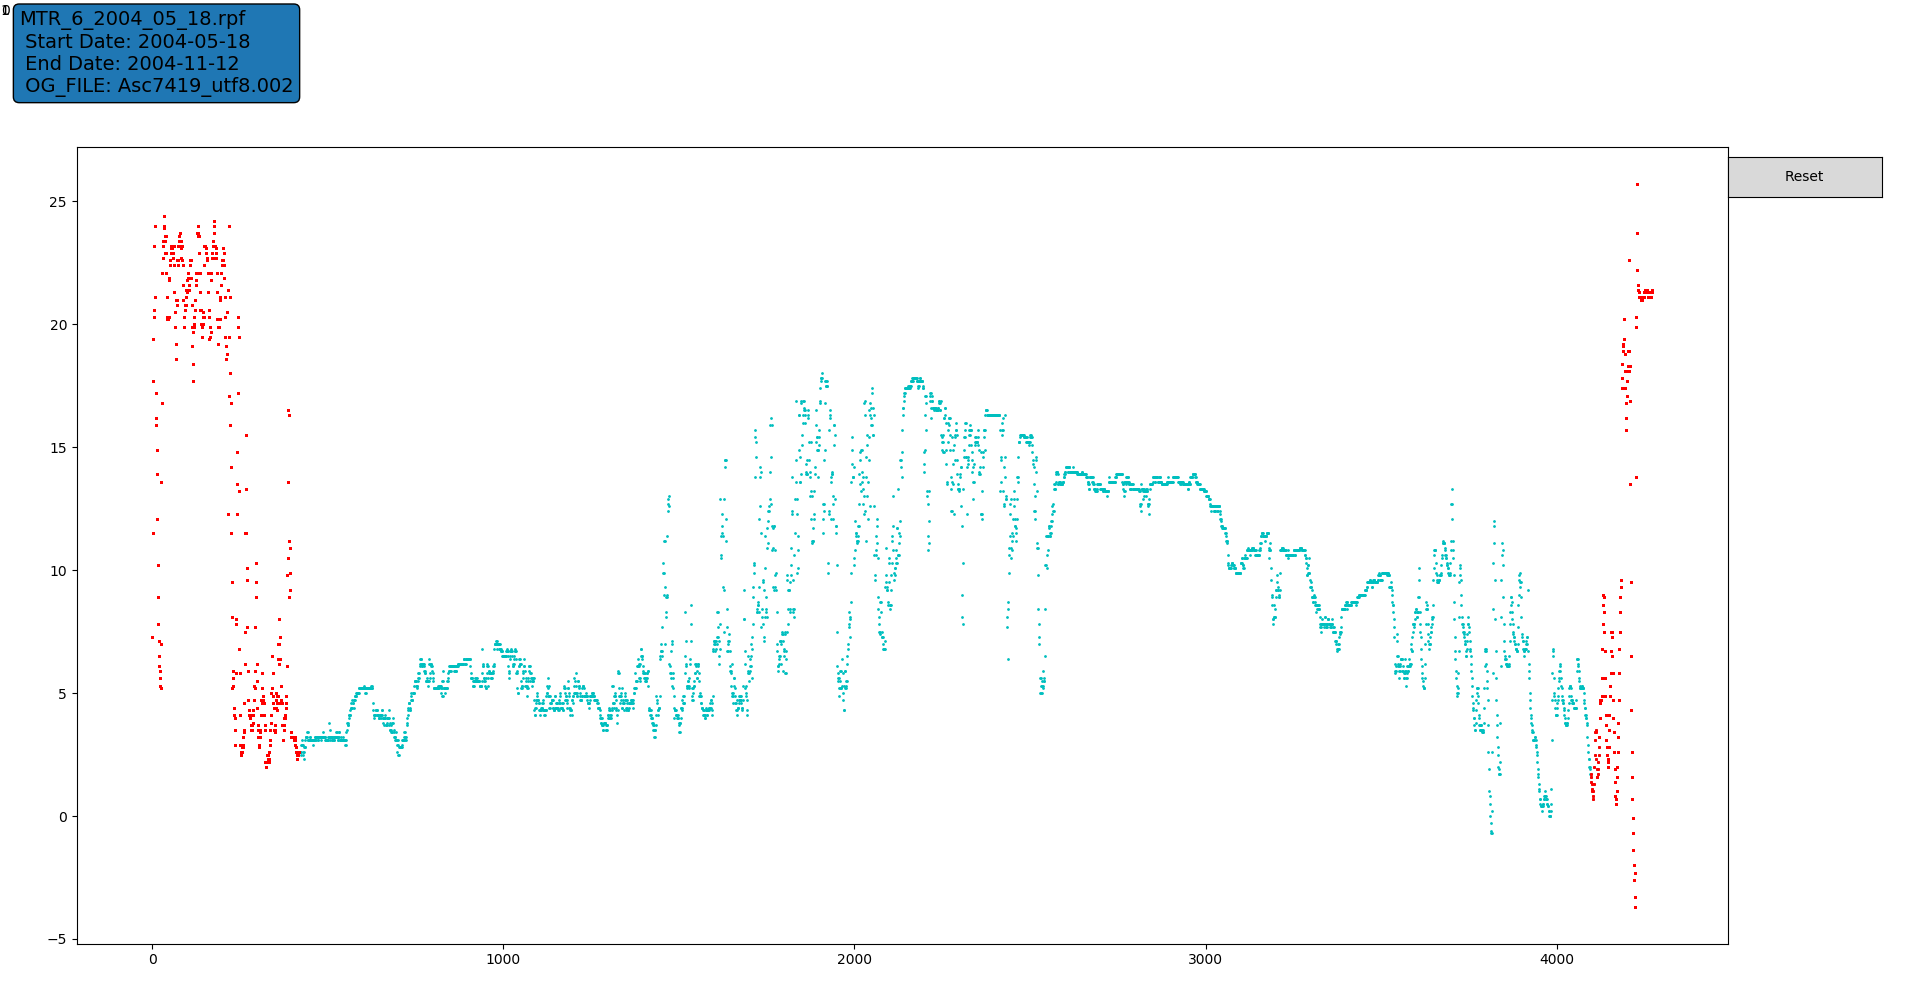 MTR_6_2004_05_18.rpf
Start Date: 2004-05-18
End Date: 2004-11-12
OG_FILE: Asc7419_utf8.002
Reset
25
20
15
10
5
0
−5
0
1000
2000
3000
4000